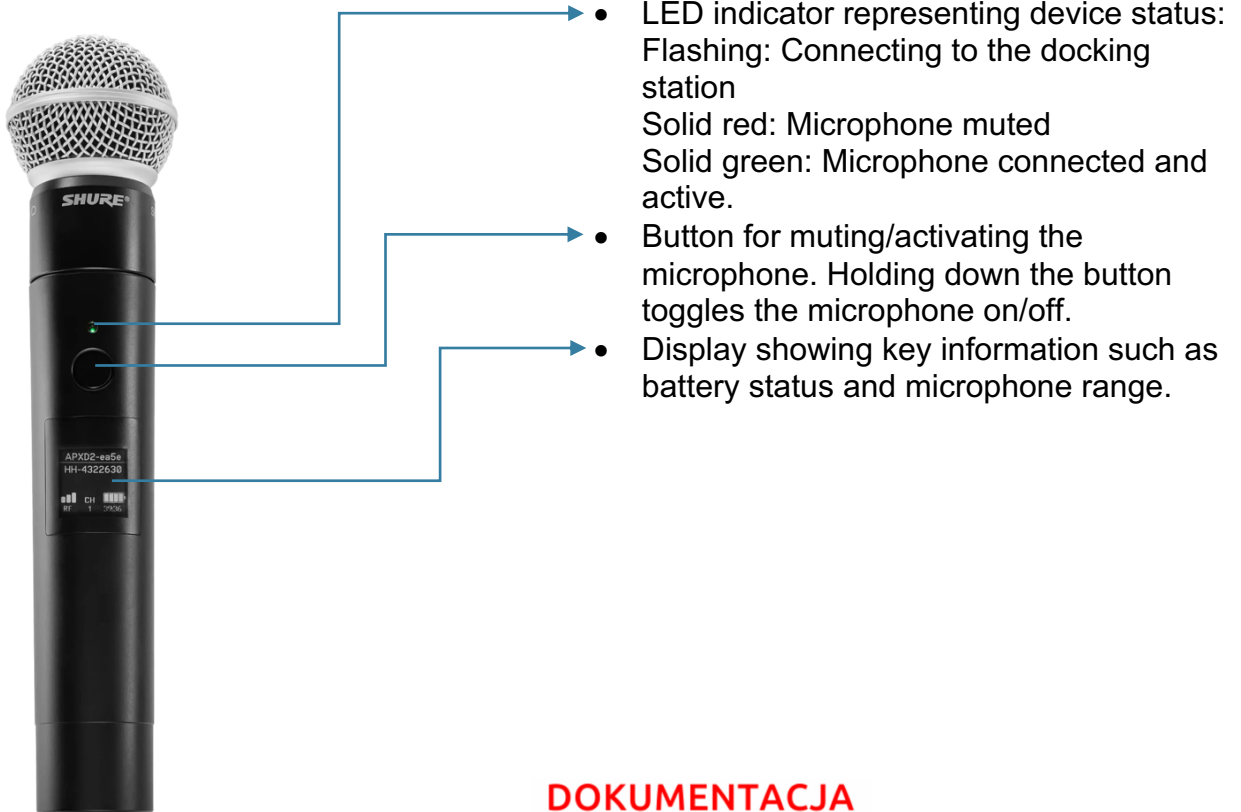 LED indicator representing device status:
Flashing: Connecting to the docking
station
Solid red: Microphone muted
Solid green: Microphone connected and
active.
Button for muting/activating the
microphone. Holding down the button
toggles the microphone on/off.
Display showing key information such as
battery status and microphone range.
SHURE®
APXD2-ea5e
HH-4322630
CH
RF 1
DOKUMENTACJA